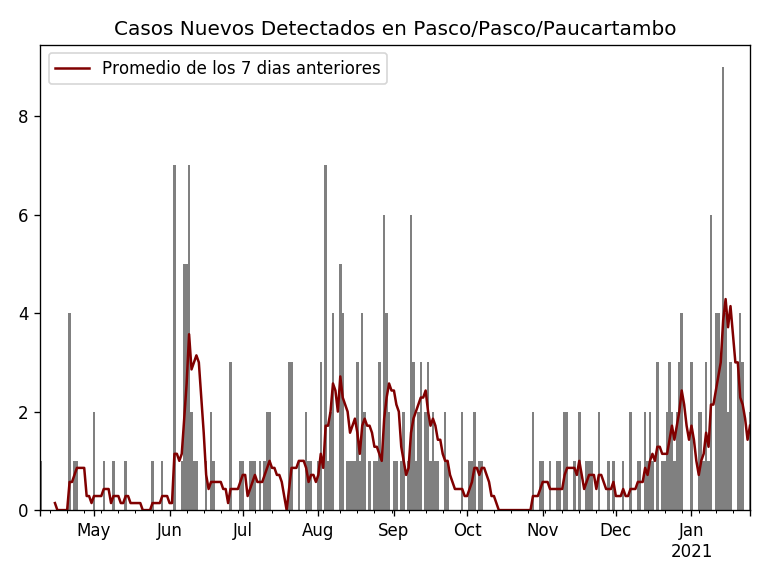 Casos Nuevos Detectados en Pasco/Pasco/Paucartambo
Promedio de los 7 dias anteriores
8
6
4
2
0
May Jun Jul Aug Sep Oct Nov Dec Jan
2021